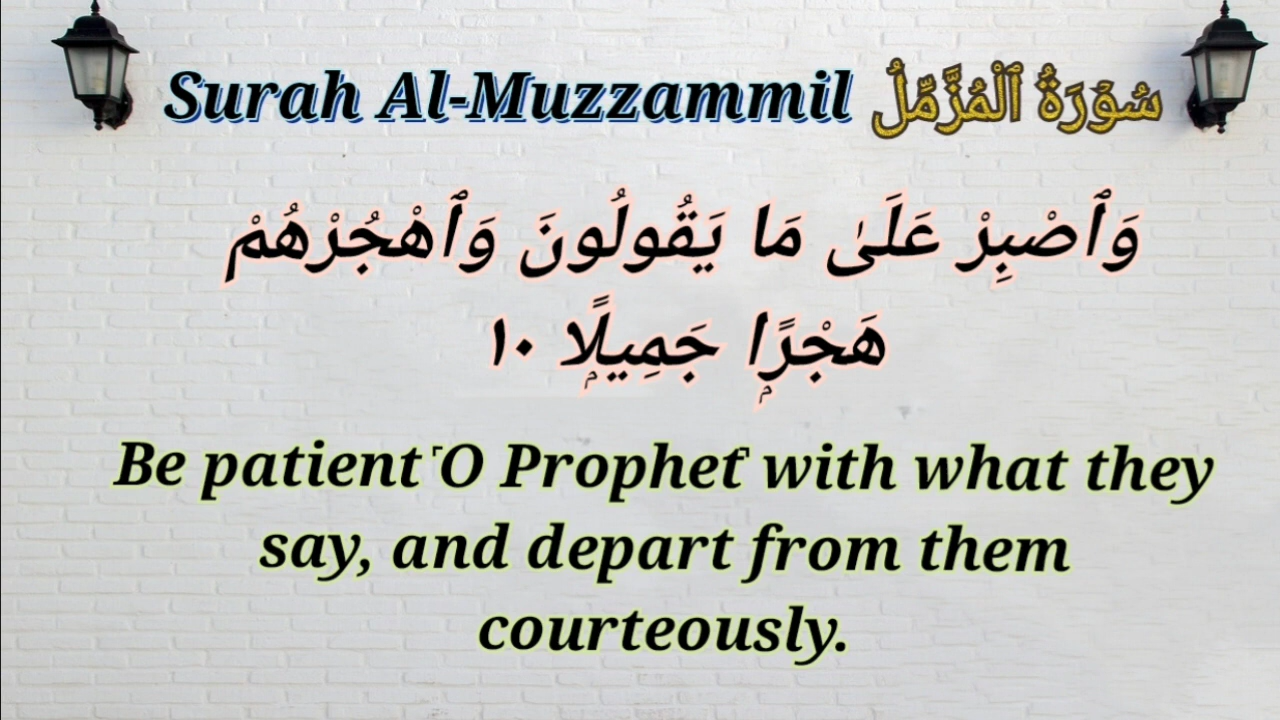 Surah Al-Muzzammil سُوۡرَةُ ٱلْمُزَّمِّلُ
وَٱصْبِرْ عَلَىٰ مَا يَقُولُونَ وَٱهْجُرْهُمْ
هَجْرًۭا جَمِيلًۭا ١٠
Be patient ˹O Prophet˺ with what they
say, and depart from them
courteously.